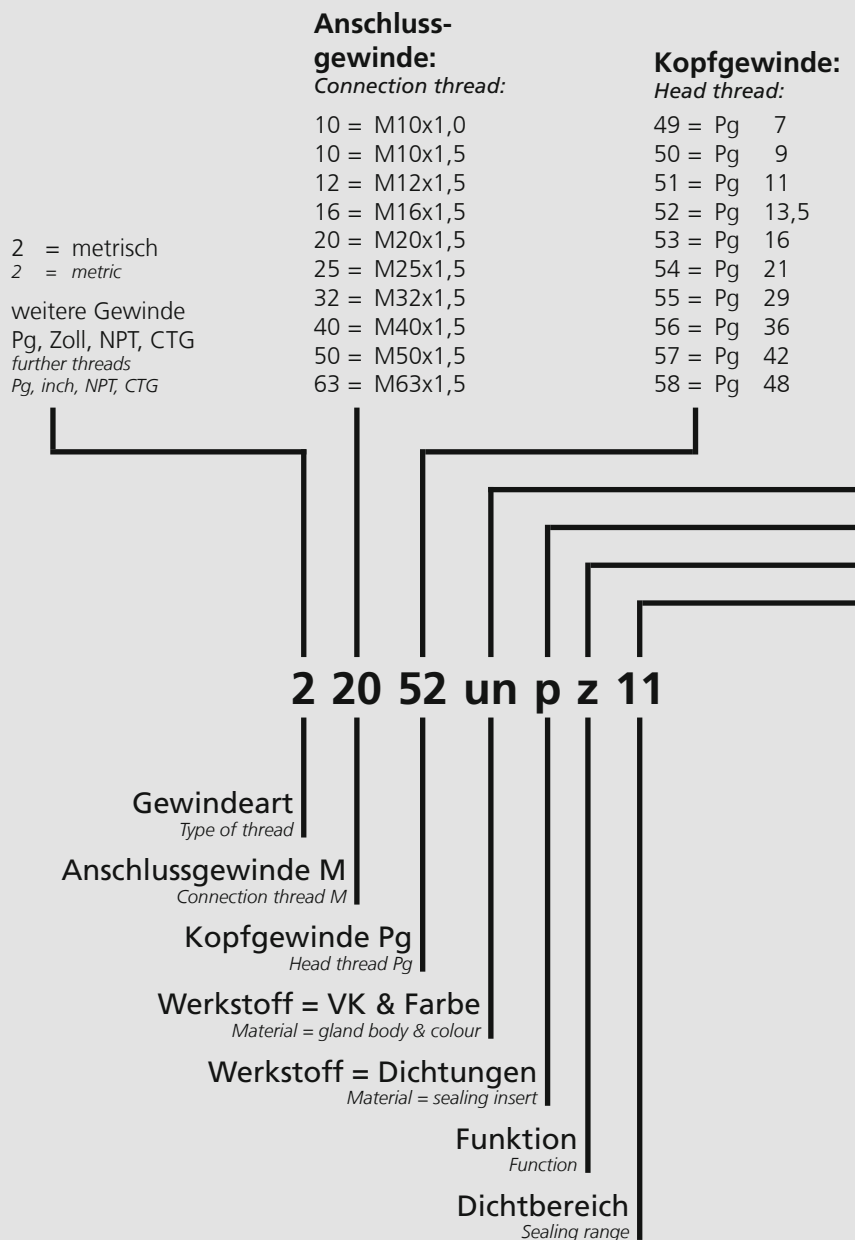 Anschluss-
gewinde:
Connection thread:
10 = M10x1,0
10 = M10x1,5
12 = M12x1,5
16 = M16x1,5
20 = M20x1,5
25 = M25x1,5
32 = M32x1,5
40 = M40x1,5
50 = M50x1,5
63 = M63x1,5
Kopfgewinde:
Head thread:
49 = Pg 7
50 = Pg 9
51 = Pg 11
52 = Pg 13,5
53 = Pg 16
54 = Pg 21
55 = Pg 29
56 = Pg 36
57 = Pg 42
58 = Pg 48
2 = metrisch
2 = metric
weitere Gewinde
Pg, Zoll, NPT, CTG
further threads
Pg, inch, NPT, CTG
2 20 52 un p z 11
Gewindeart
Type of thread
Anschlussgewinde M
Connection thread M
Kopfgewinde Pg
Head thread Pg
Werkstoff = VK & Farbe
Material = gland body & colour
Werkstoff = Dichtungen
Material = sealing insert
Funktion
Function
Dichtbereich
Sealing range